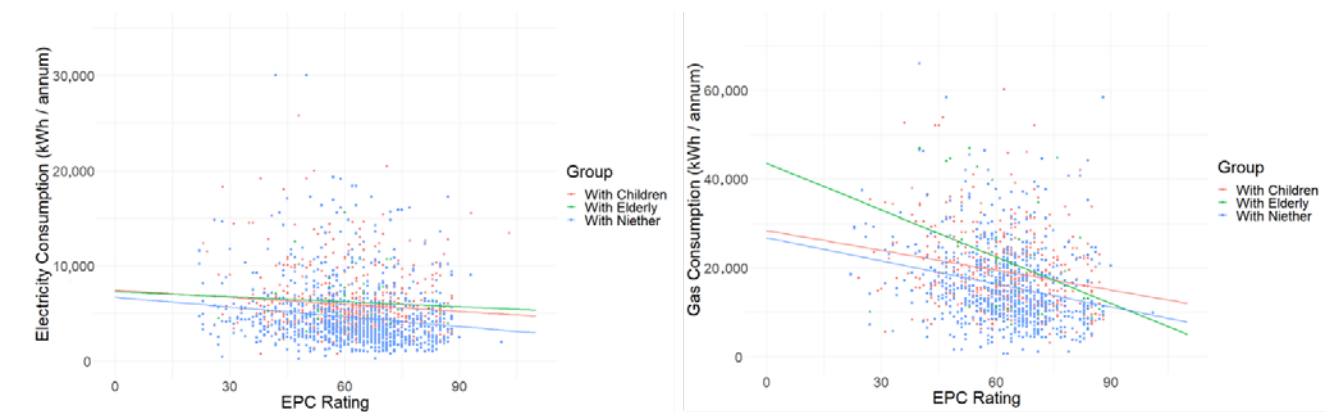 Electricity Consumption (kWh / annum)
30,000
20,000
10,000
0
0
30
60
90
EPC Rating
Group
With Children
With Elderly
With Niether
Gas Consumption (kWh / annum)
60,000
40,000
20,000
0
0
30
60
90
EPC Rating
Group
With Children
With Elderly
With Niether